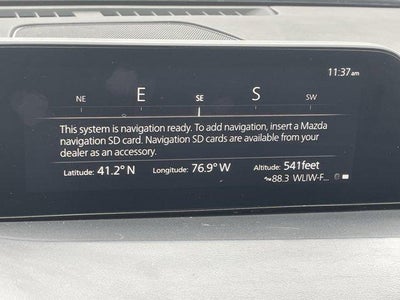 11:37 am
NE E SE S SW
This system is navigation ready. To add navigation, insert a Mazda
navigation SD card. Navigation SD cards are available from your
dealer as an accessory.
Latitude: 41.2° N Longitude: 76.9° W Altitude: 541feet
88.3 WLIW-F...